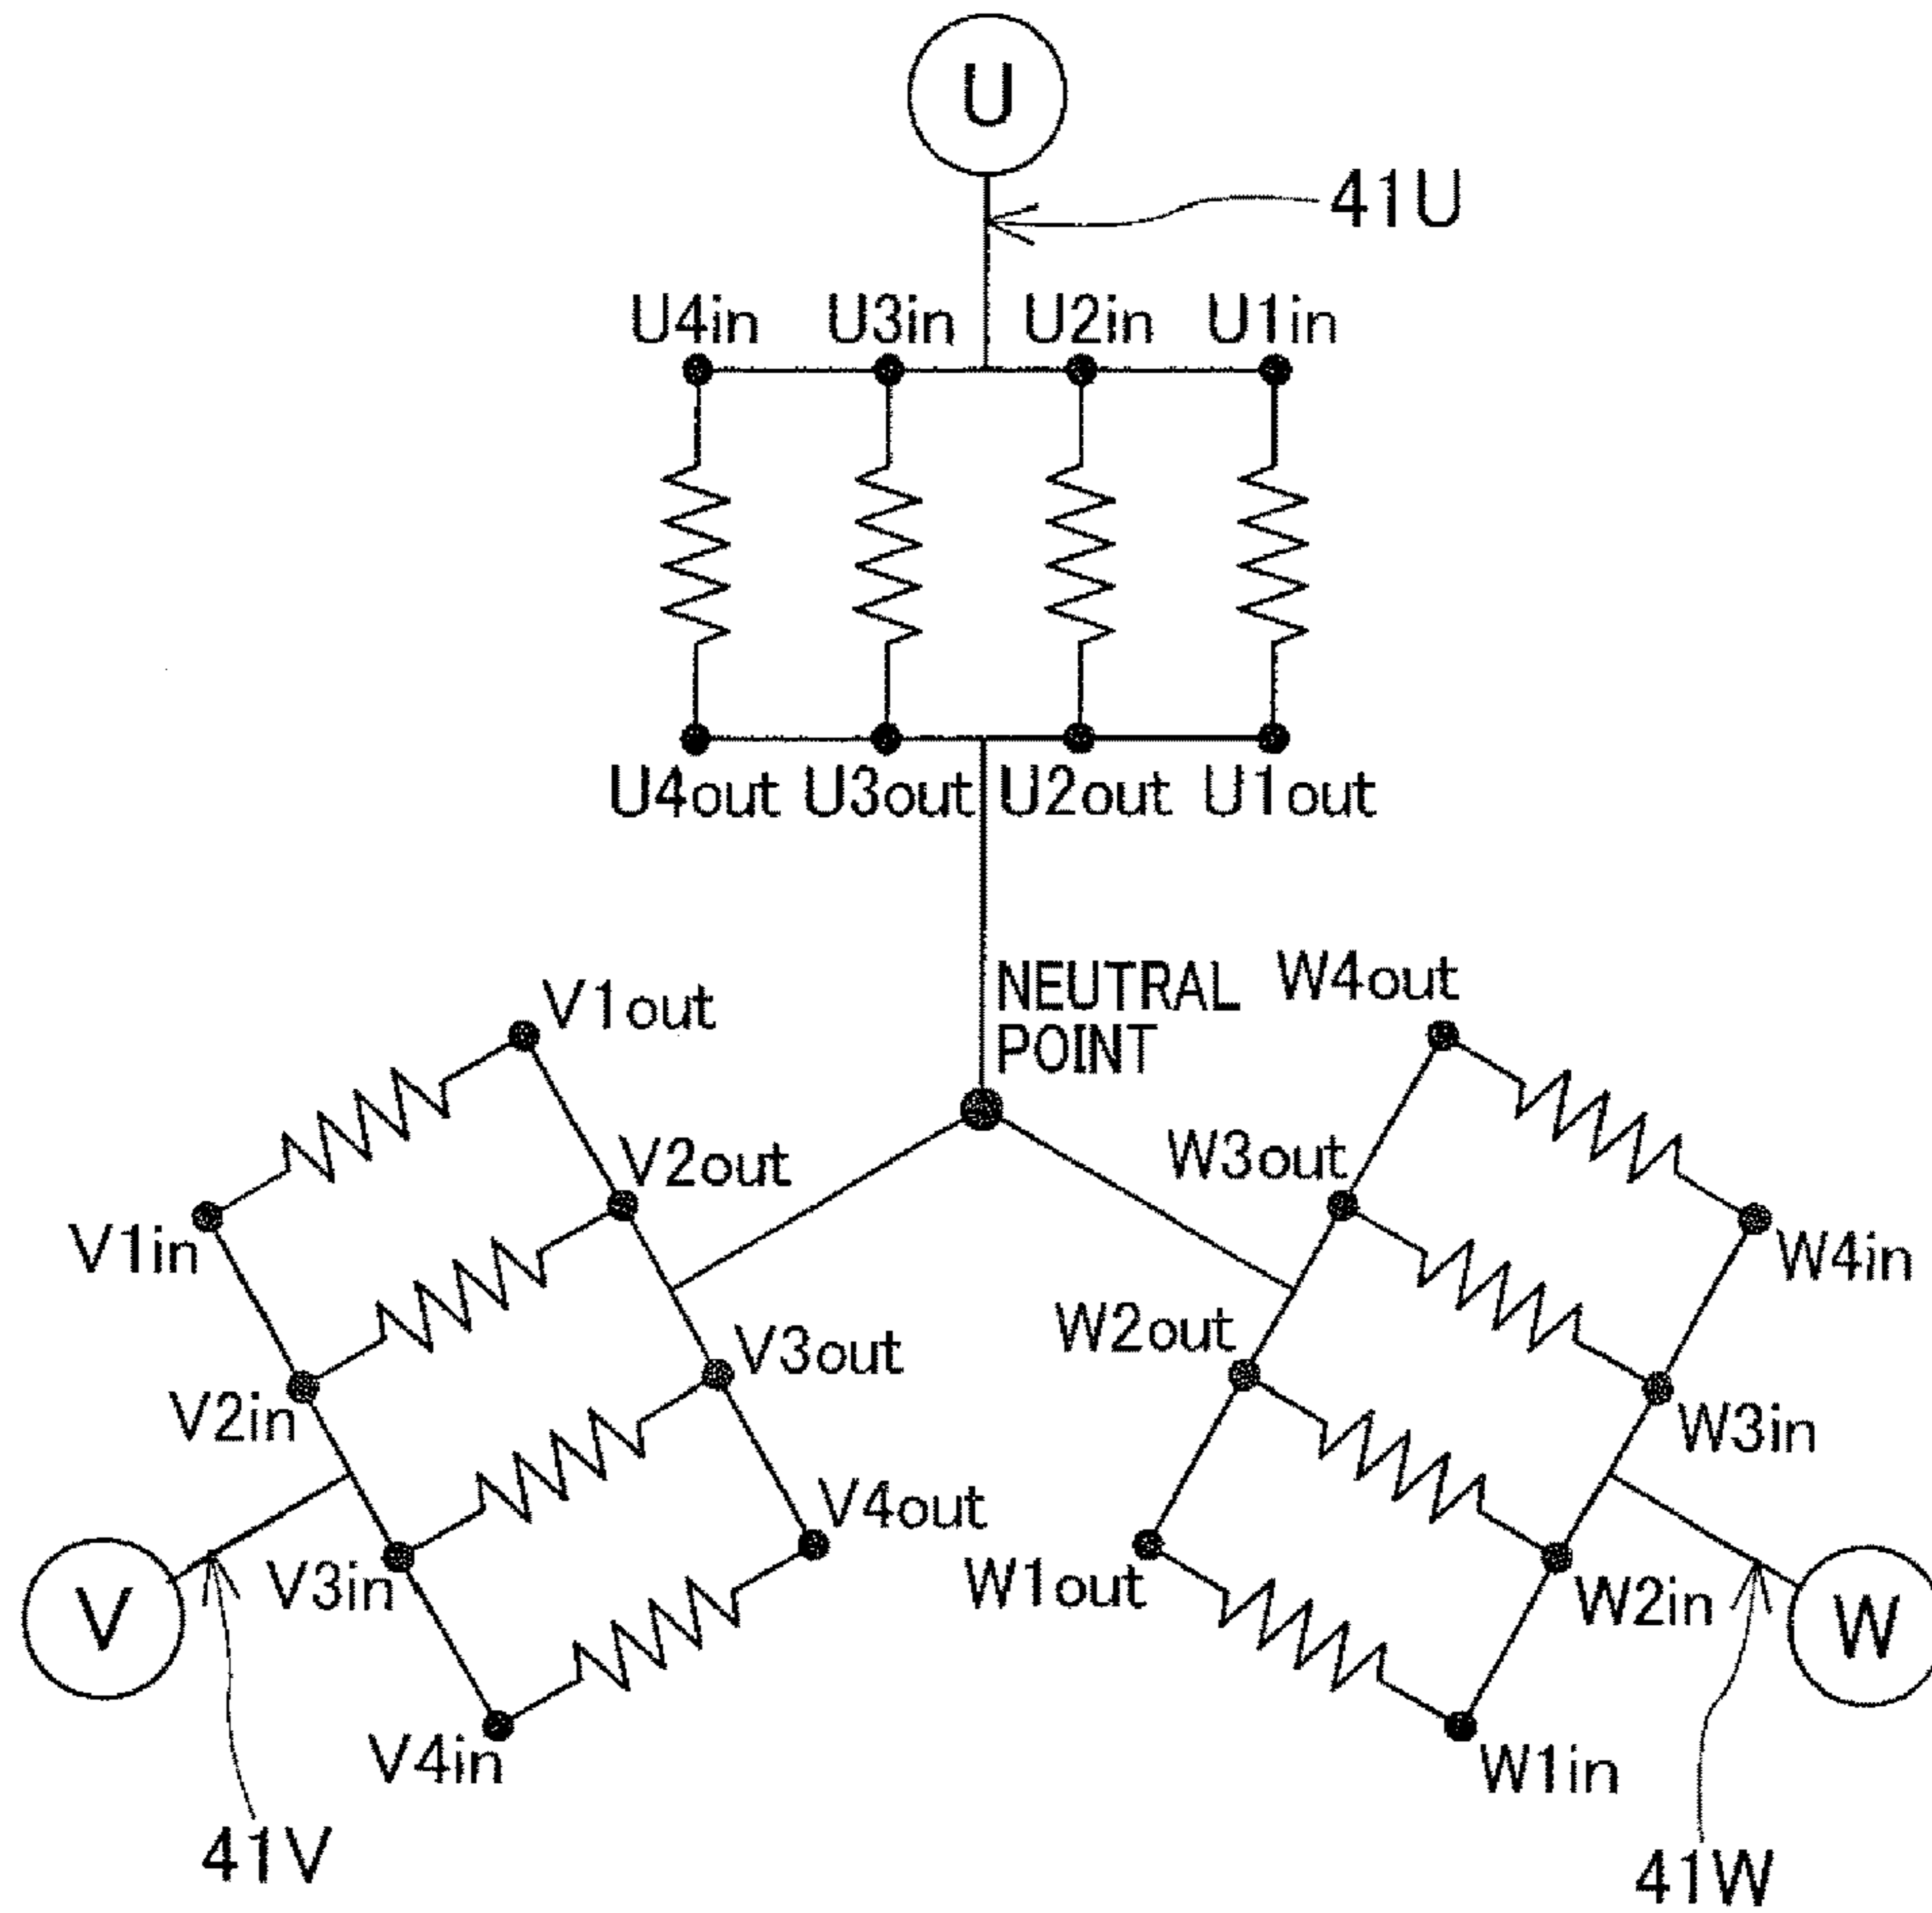 U
41U
U4in U3in U2in U1in
U4out U3out U2out U1out
NEUTRAL
POINT
V1out
W4out
V2out
W3out
V1in
W4in
V3out
W2out
V2in
W3in
V4out
W1out
V3in
W2in
V
W
V4in
W1in
41V
41W